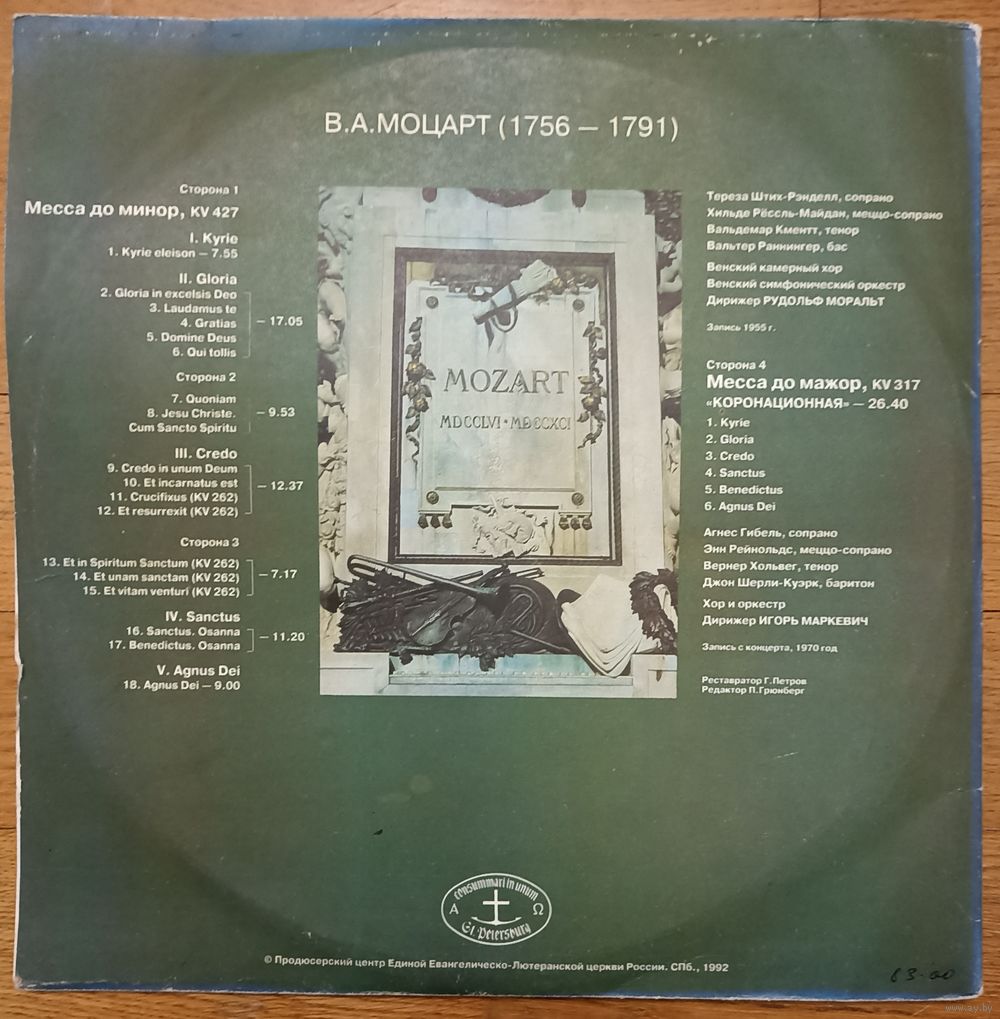 В.А.МОЦАРТ (1756 — 1791)
Сторона 1
Месса до минор, KV 427
I. Kyrie
1. Kyrie eleison — 7.55
II. Gloria
2. Gloria in excelsis Deo
3. Laudamus te
4. Gratias
5. Domine Deus
6. Qui tollis
— 17.05
Сторона 2
7. Quoniam
8. Jesu Christe.
Cum Sancto Spiritu
— 9.53
III. Credo
9. Credo in unum Deum
10. Et incarnatus est
11. Crucifixus (KV 262)
12. Et resurrexit (KV 262)
— 12.37
Сторона 3
13. Et in Spiritum Sanctum (KV 262)
14. Et unam sanctam (KV 262)
15. Et vitam venturi (KV 262)
— 7.17
IV. Sanctus
16. Sanctus. Osanna
17. Benedictus. Osanna
— 11.20
V. Agnus Dei
18. Agnus Dei — 9.00
MOZART
MDCCLVI • MDCCXCI
Тереза Штих-Рэнделл, сопрано
Хильде Рёссль-Майдан, меццо-сопрано
Вальдемар Кментт, тенор
Вальтер Раннингер, бас
Венский камерный хор
Венский симфонический оркестр
Дирижер РУДОЛЬФ МОРАЛЬТ
Запись 1955 г.
Сторона 4
Месса до мажор, KV 317
«КОРОНАЦИОННАЯ» — 26.40
1. Kyrie
2. Gloria
3. Credo
4. Sanctus
5. Benedictus
6. Agnus Dei
Агнес Гибель, сопрано
Энн Рейнольдс, меццо-сопрано
Вернер Хольвег, тенор
Джон Шерли-Куэрк, баритон
Хор и оркестр
Дирижер ИГОРЬ МАРКЕВИЧ
Запись с концерта, 1970 год
Реставратор Г.Петров
Редактор П.Грюнберг
consummari in unum
Α Ω
St. Petersburg
© Продюсерский центр Единой Евангелическо-Лютеранской церкви России. СПб., 1992
63-00
www.ay.by